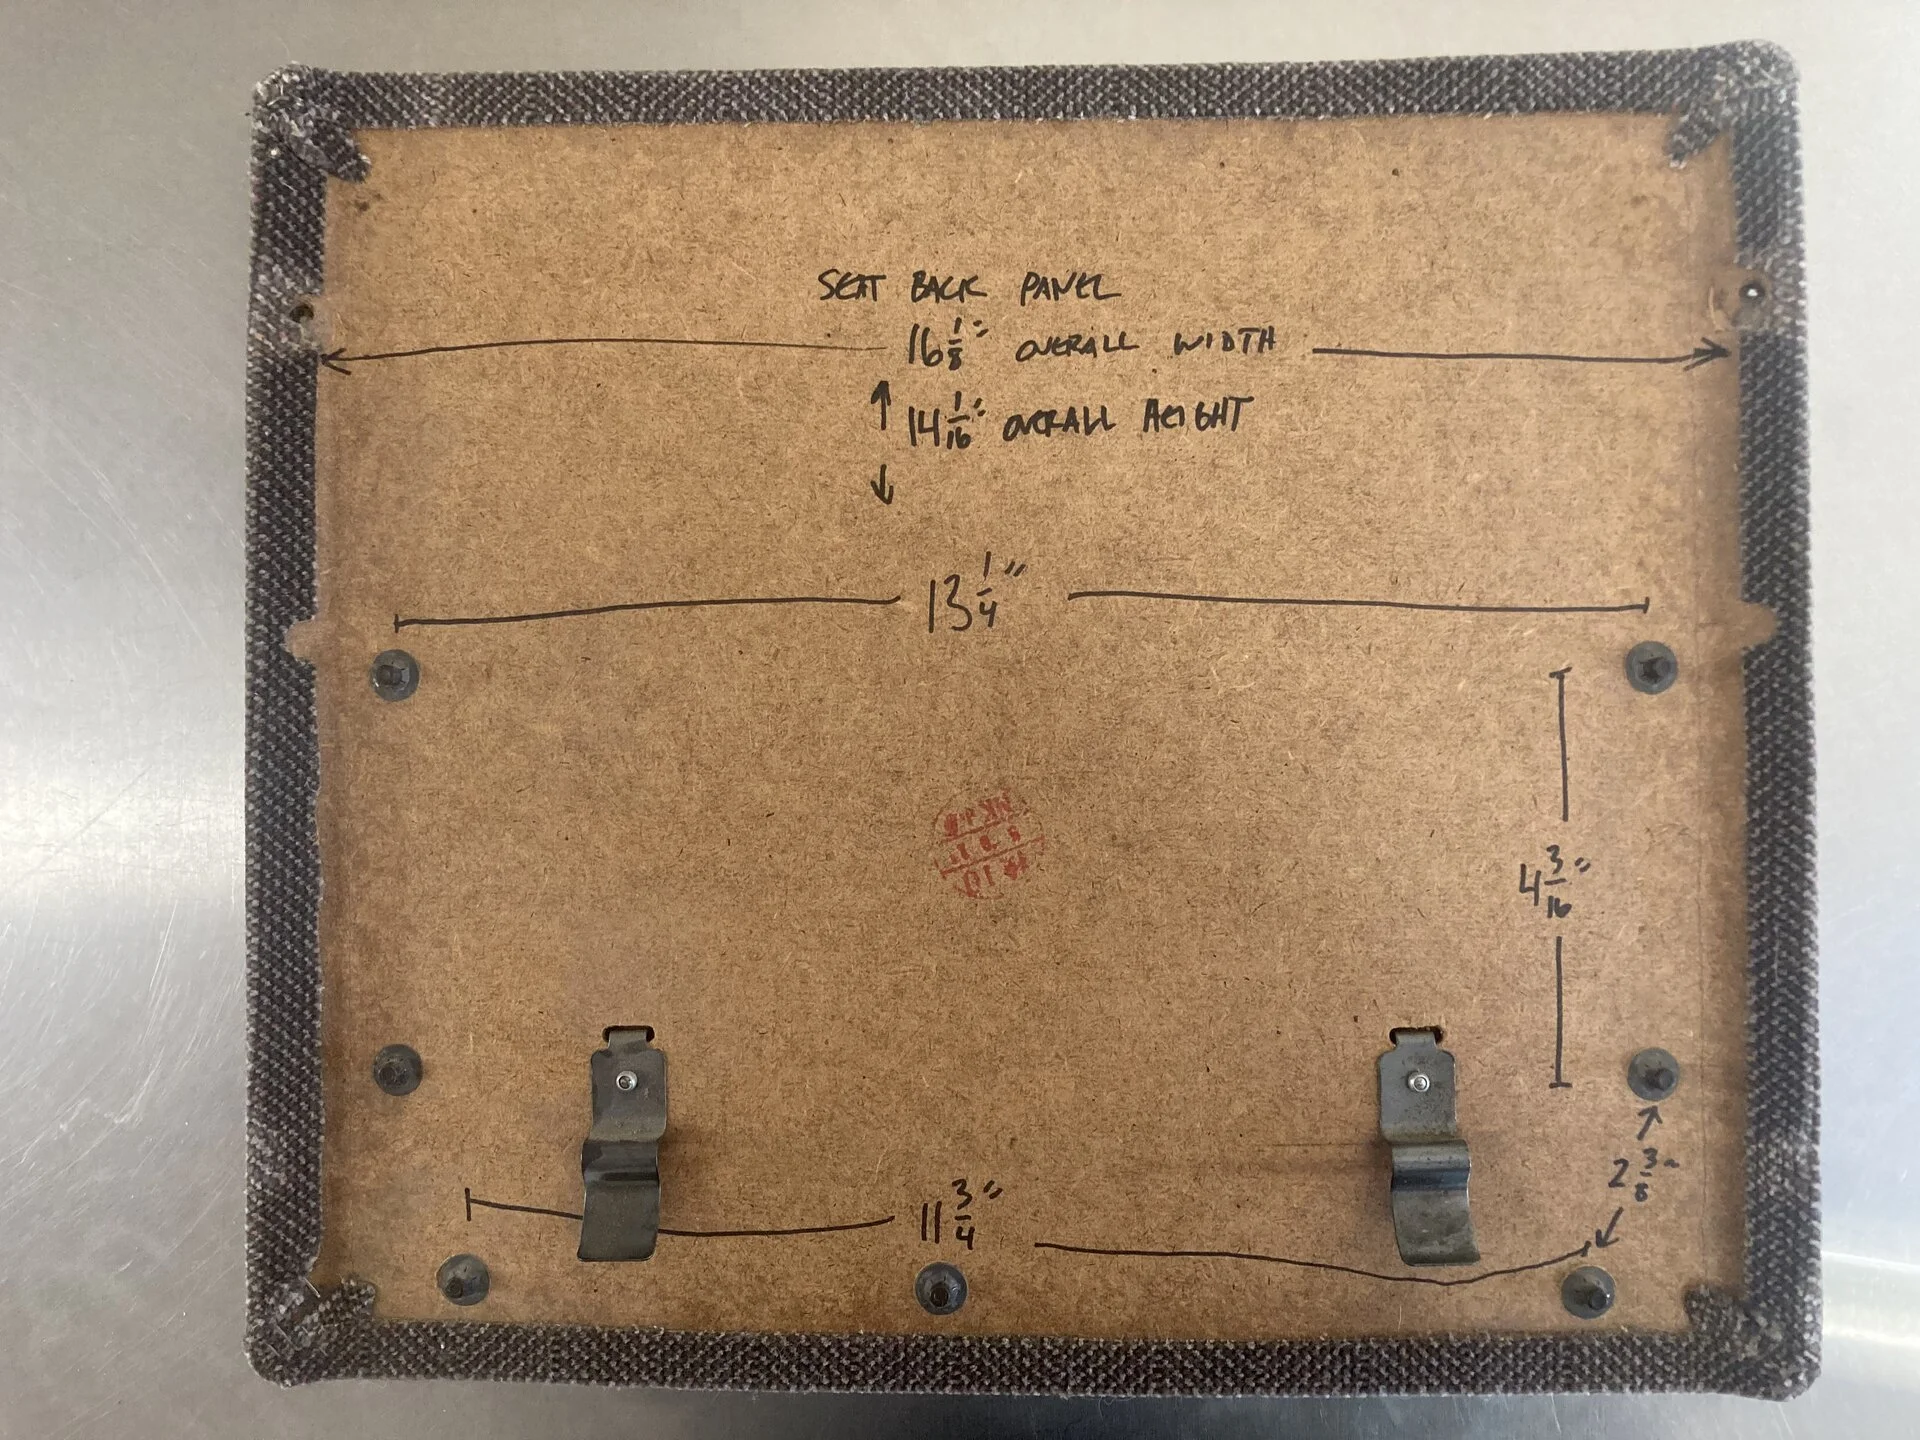 SEAT BACK PANEL
16 1/8" OVERALL WIDTH
14 1/16" OVERALL HEIGHT
13 1/4"
4 3/16"
2 3/8"
11 3/4"